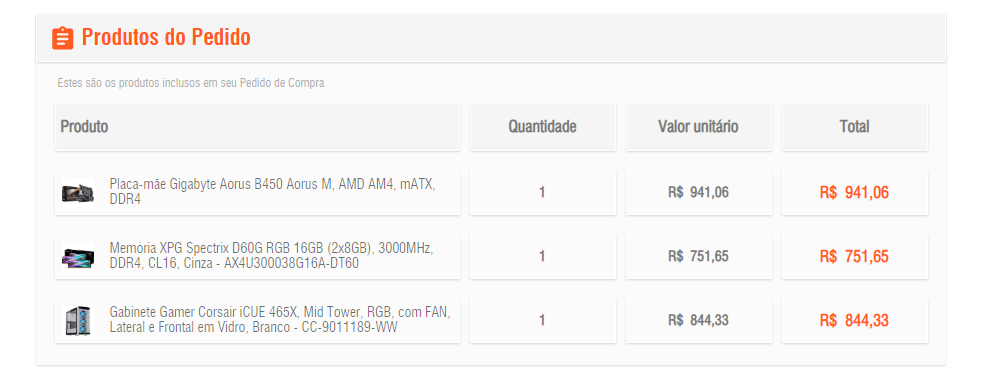 Produtos do Pedido
Estes são os produtos inclusos em seu Pedido de Compra
Produto Quantidade Valor unitário Total
Placa-mãe Gigabyte Aorus B450 Aorus M, AMD AM4, mATX,
DDR4
1 R$ 941,06 R$ 941,06
Memória XPG Spectrix D60G RGB 16GB (2x8GB), 3000MHz,
DDR4, CL16, Cinza - AX4U300038G16A-DT60
1 R$ 751,65 R$ 751,65
Gabinete Gamer Corsair iCUE 465X, Mid Tower, RGB, com FAN,
Lateral e Frontal em Vidro, Branco - CC-9011189-WW
1 R$ 844,33 R$ 844,33